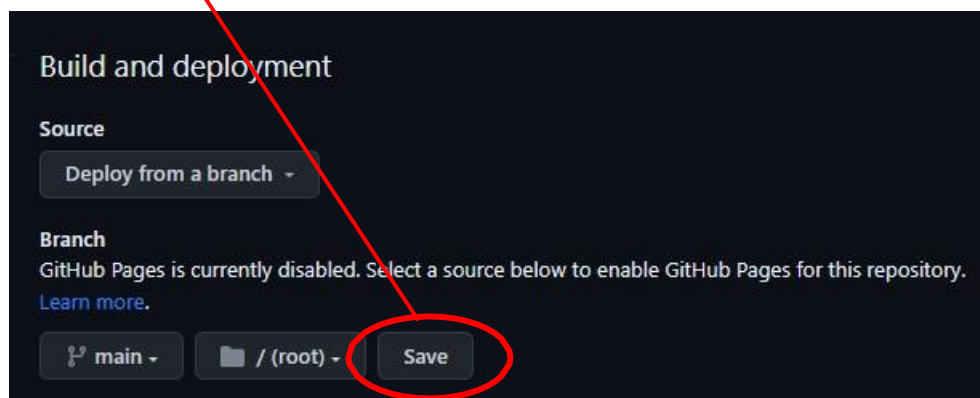 Build and deployment
Source
Deploy from a branch
Branch
GitHub Pages is currently disabled. Select a source below to enable GitHub Pages for this repository.
Learn more.
main / (root) Save